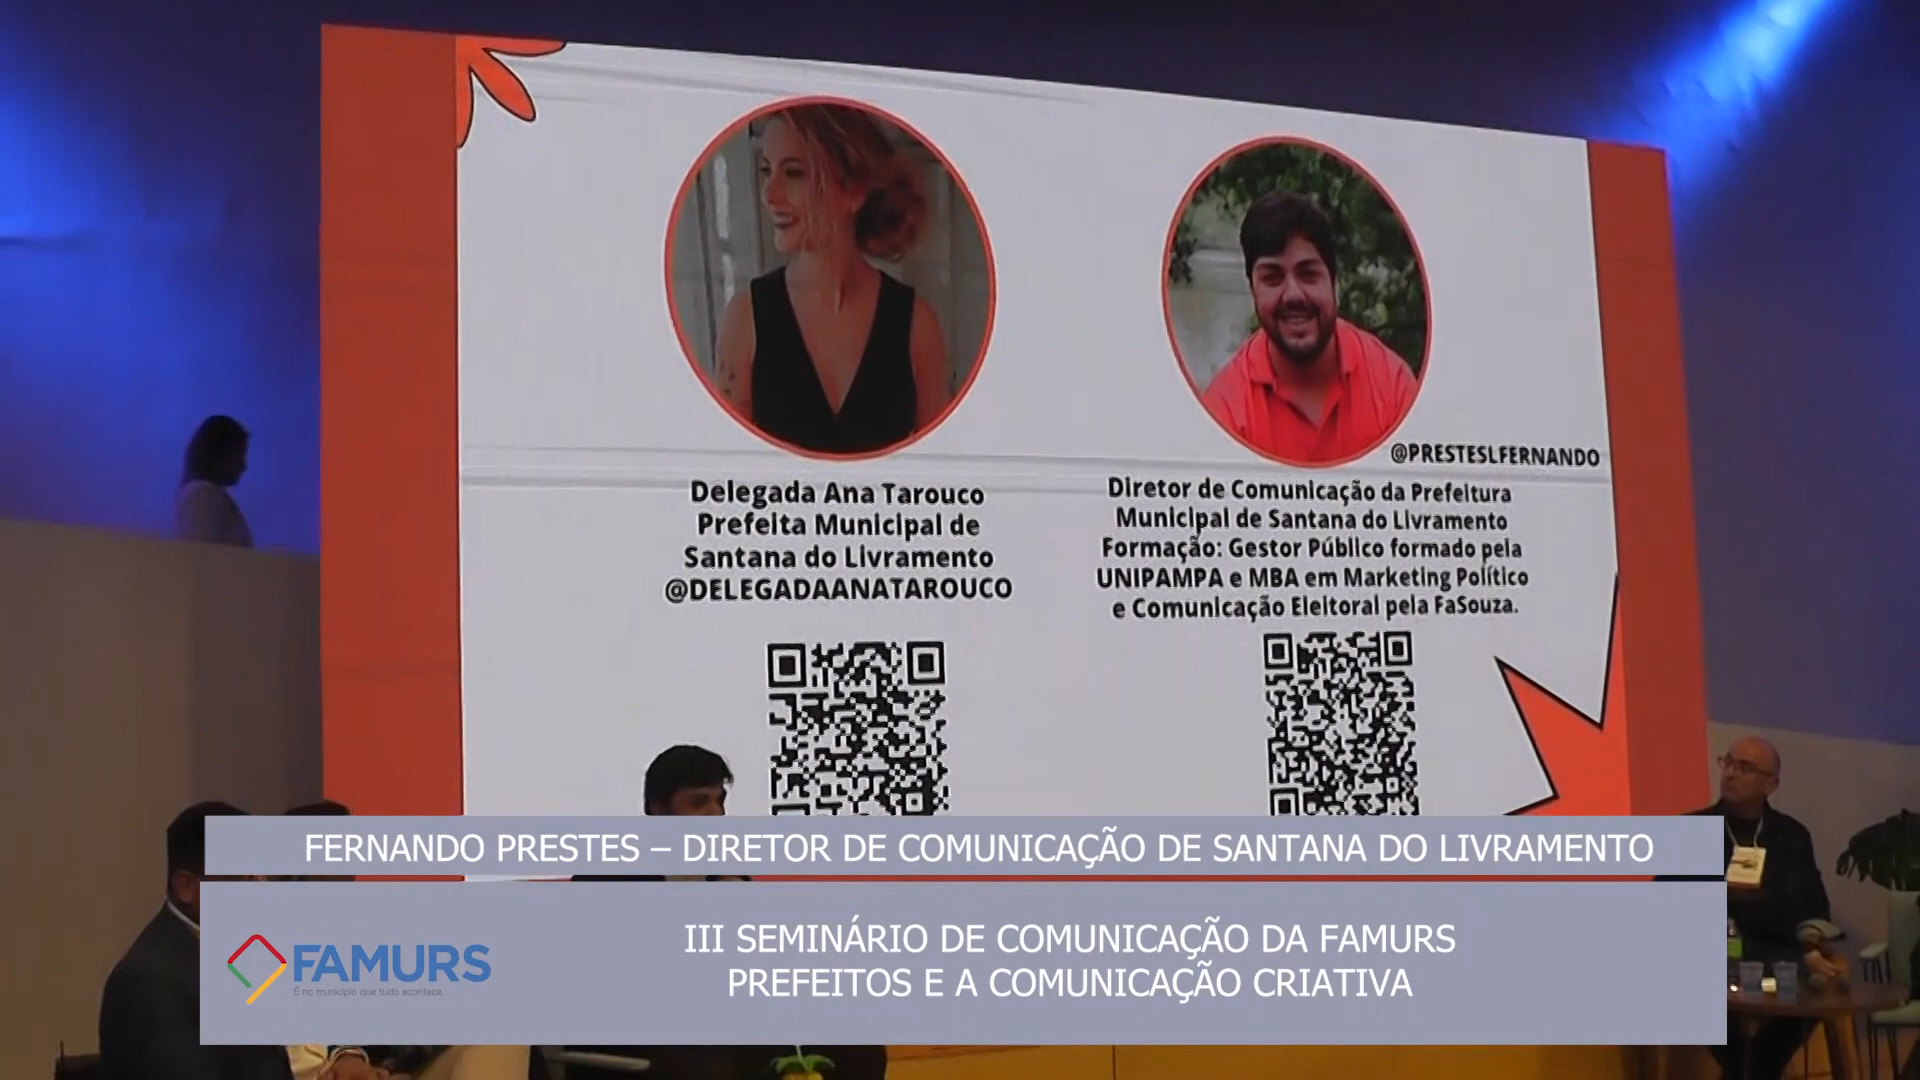 Delegada Ana Tarouco
Prefeita Municipal de
Santana do Livramento
@DELEGADAANATAROUCO
@PRESTESLFERNANDO
Diretor de Comunicação da Prefeitura
Municipal de Santana do Livramento
Formação: Gestor Público formado pela
UNIPAMPA e MBA em Marketing Político
e Comunicação Eleitoral pela FaSouza.
FERNANDO PRESTES – DIRETOR DE COMUNICAÇÃO DE SANTANA DO LIVRAMENTO
FAMURS
É no município que tudo acontece.
III SEMINÁRIO DE COMUNICAÇÃO DA FAMURS
PREFEITOS E A COMUNICAÇÃO CRIATIVA